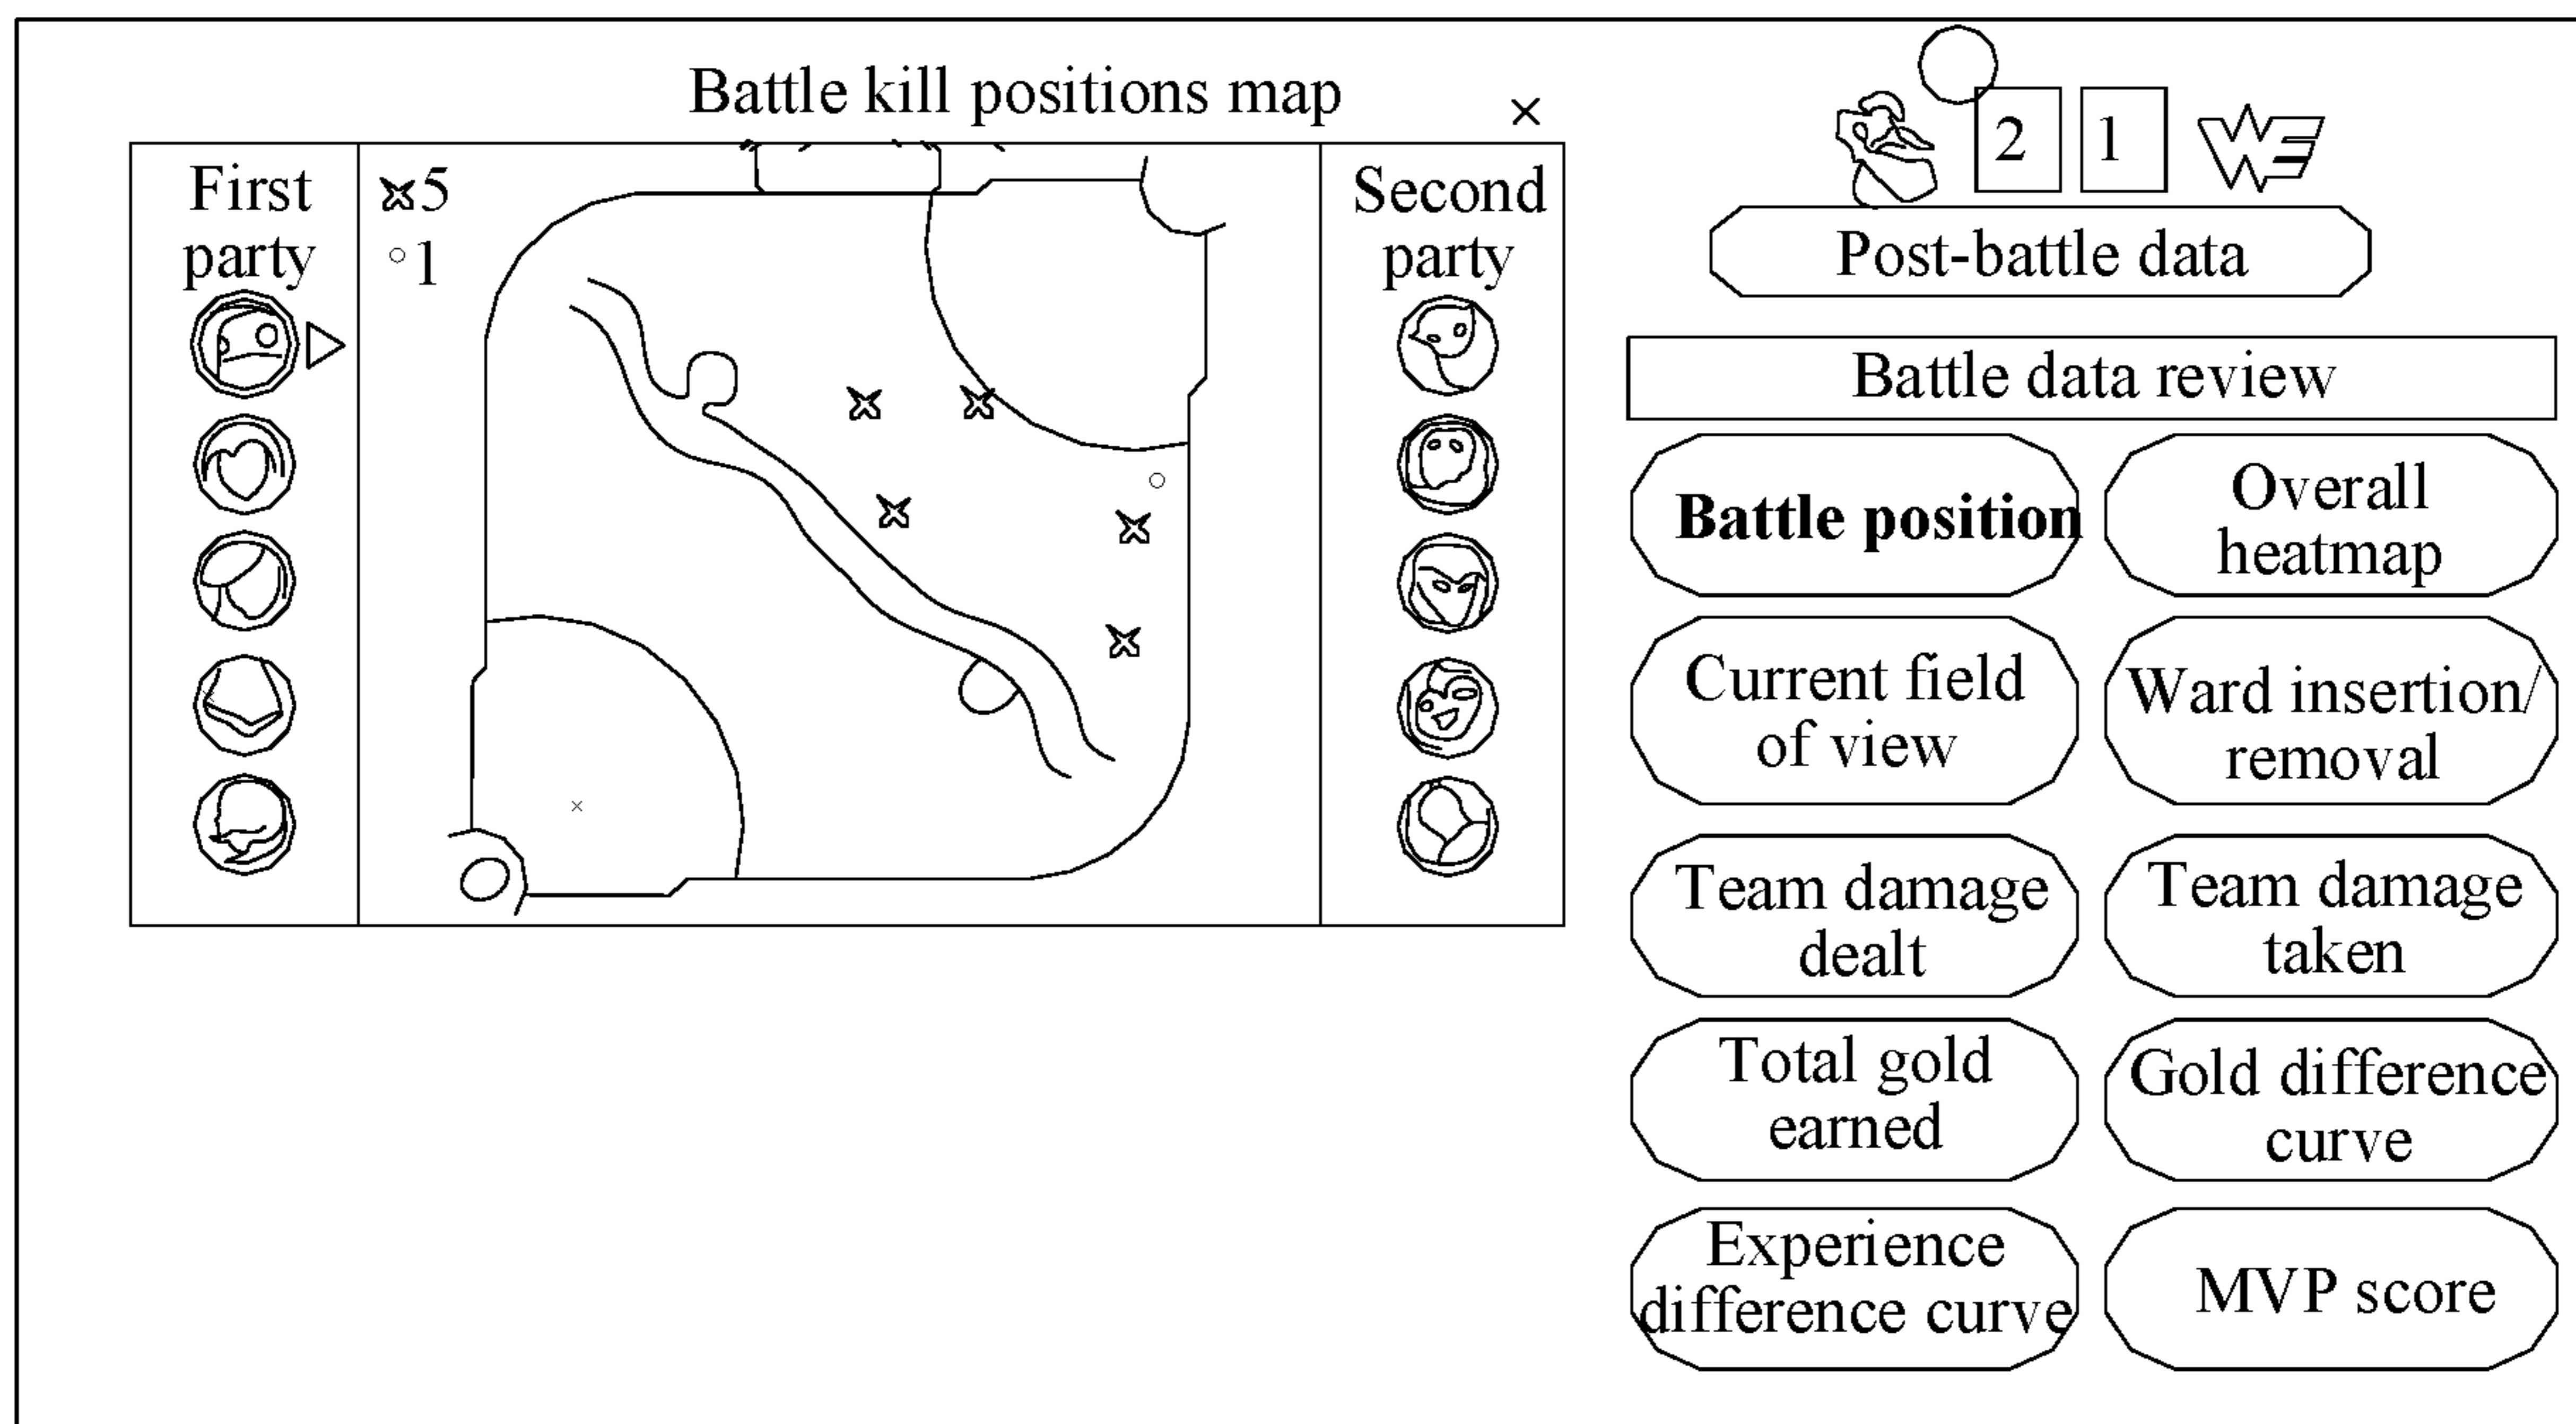 Battle kill positions map
×
First
party
5
1
Second
party
2 1 WE
Post-battle data
Battle data review
Battle position
Overall
heatmap
Current field
of view
Ward insertion/
removal
Team damage
dealt
Team damage
taken
Total gold
earned
Gold difference
curve
Experience
difference curve
MVP score